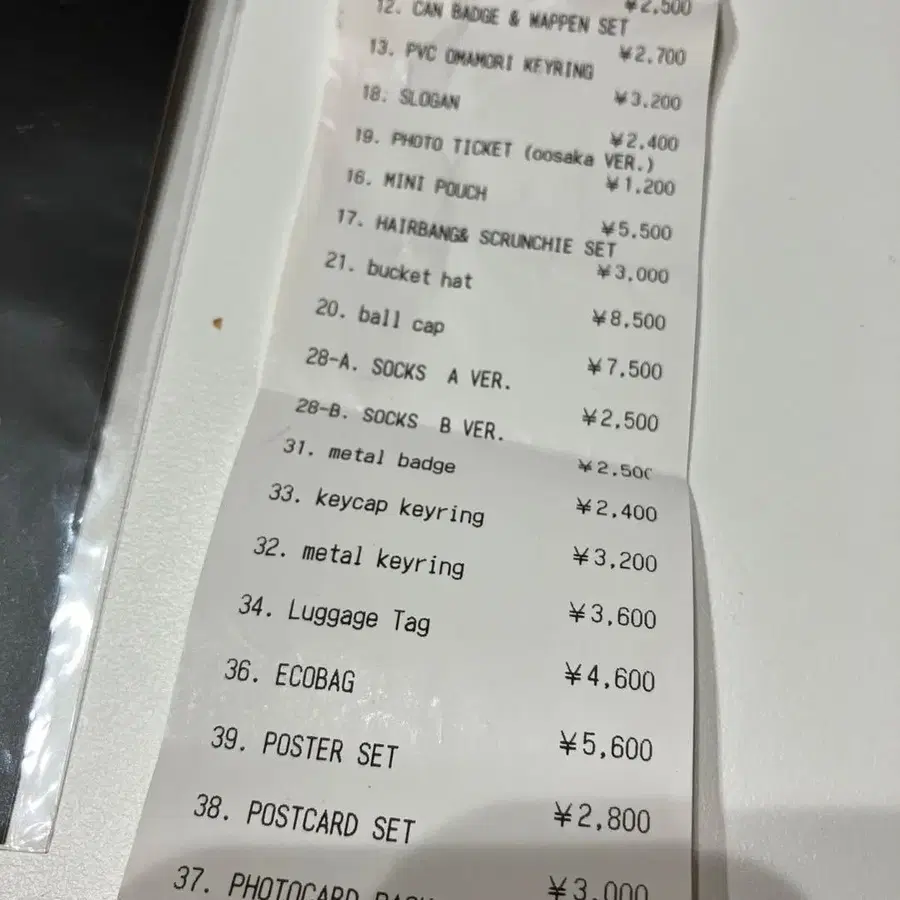 ¥2,500
12. CAN BADGE & WAPPEN SET
¥2,700
13. PVC OMAMORI KEYRING
¥3,200
18. SLOGAN
¥2,400
19. PHOTO TICKET (oosaka VER.)
¥1,200
16. MINI POUCH
¥5,500
17. HAIRBANG& SCRUNCHIE SET
¥3,000
21. bucket hat
¥8,500
20. ball cap
¥7,500
28-A. SOCKS A VER.
¥2,500
28-B. SOCKS B VER.
¥2,500
31. metal badge
¥2,400
33. keycap keyring
¥3,200
32. metal keyring
¥3,600
34. Luggage Tag
¥4,600
36. ECOBAG
¥5,600
39. POSTER SET
¥2,800
38. POSTCARD SET
¥3,000
37. PHOTOCARD